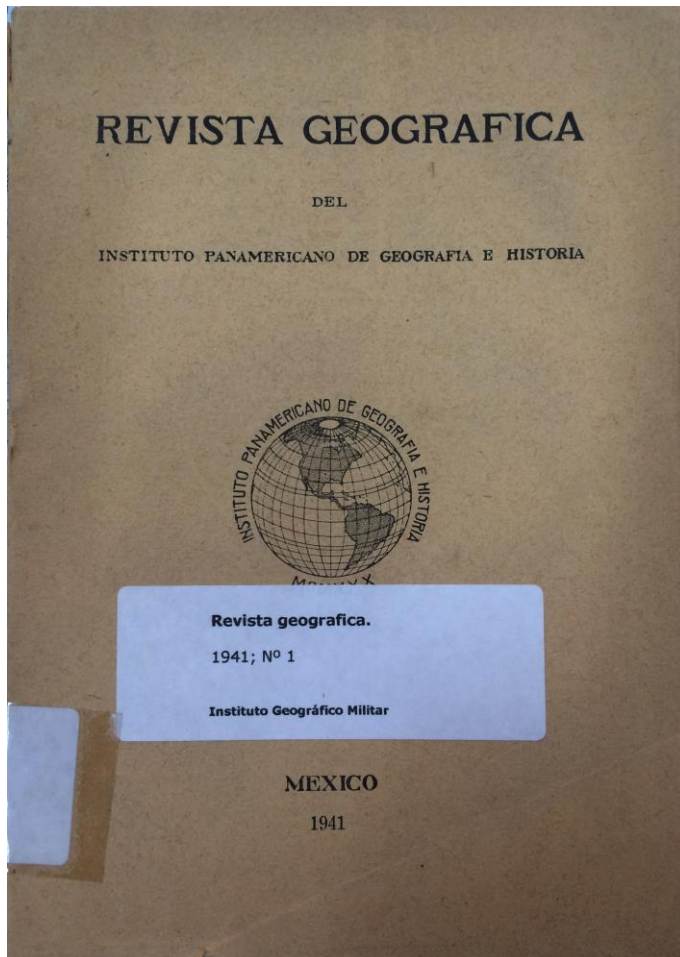 REVISTA GEOGRAFICA
DEL
INSTITUTO PANAMERICANO DE GEOGRAFIA E HISTORIA
INSTITUTO PANAMERICANO DE GEOGRAFIA E HISTORIA
Revista geografica.
1941; Nº 1
Instituto Geográfico Militar
MEXICO
1941